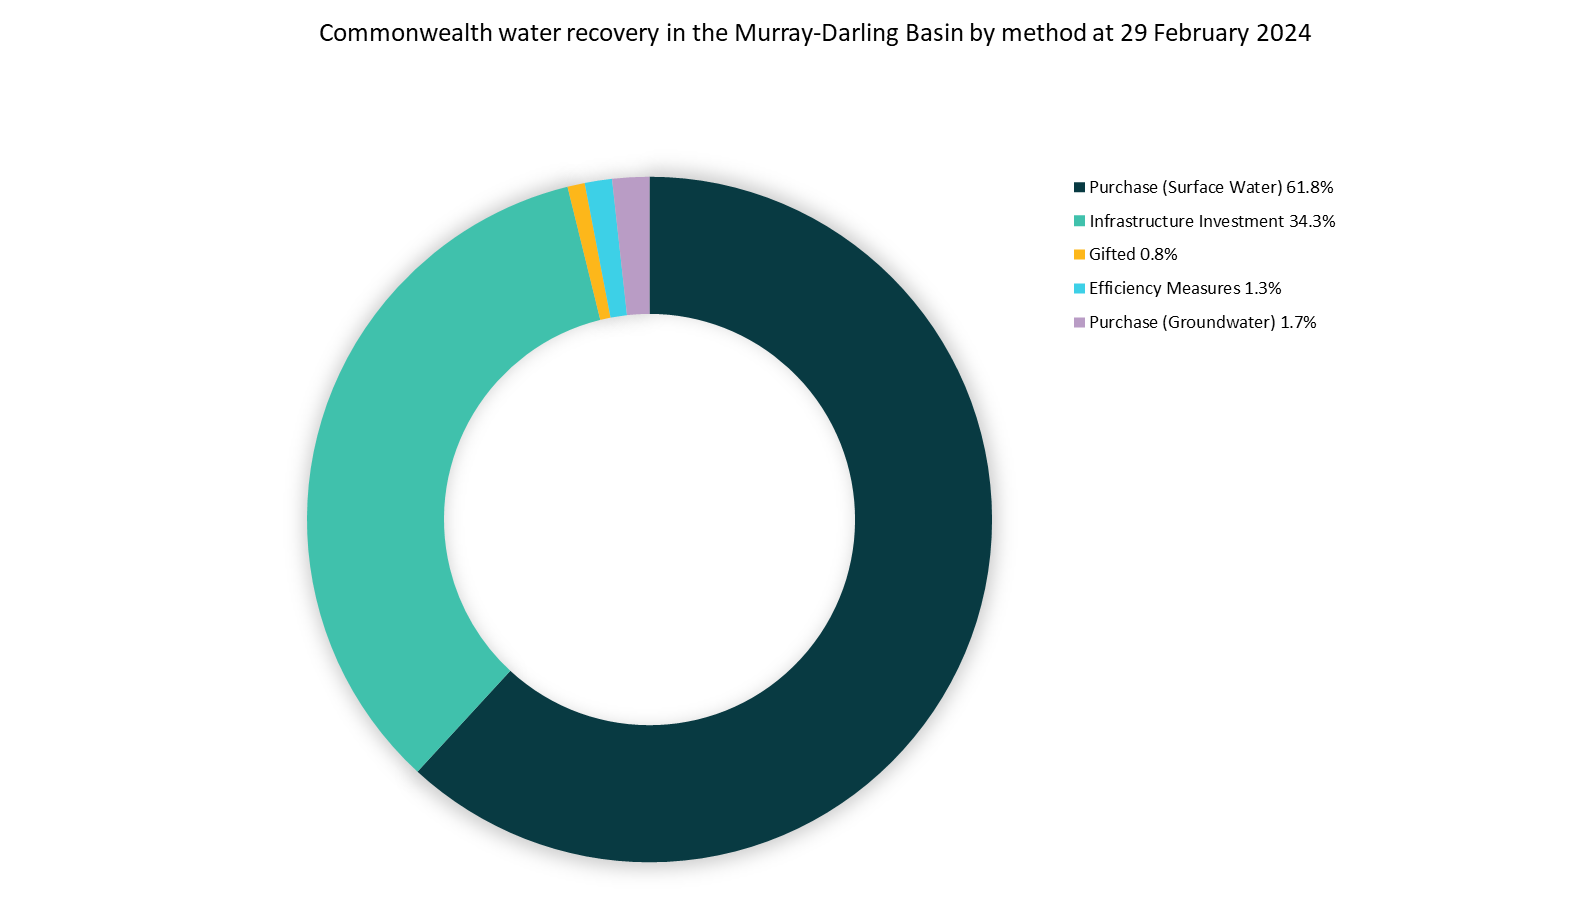 Commonwealth water recovery in the Murray-Darling Basin by method at 29 February 2024
Purchase (Surface Water) 61.8%
Infrastructure Investment 34.3%
Gifted 0.8%
Efficiency Measures 1.3%
Purchase (Groundwater) 1.7%